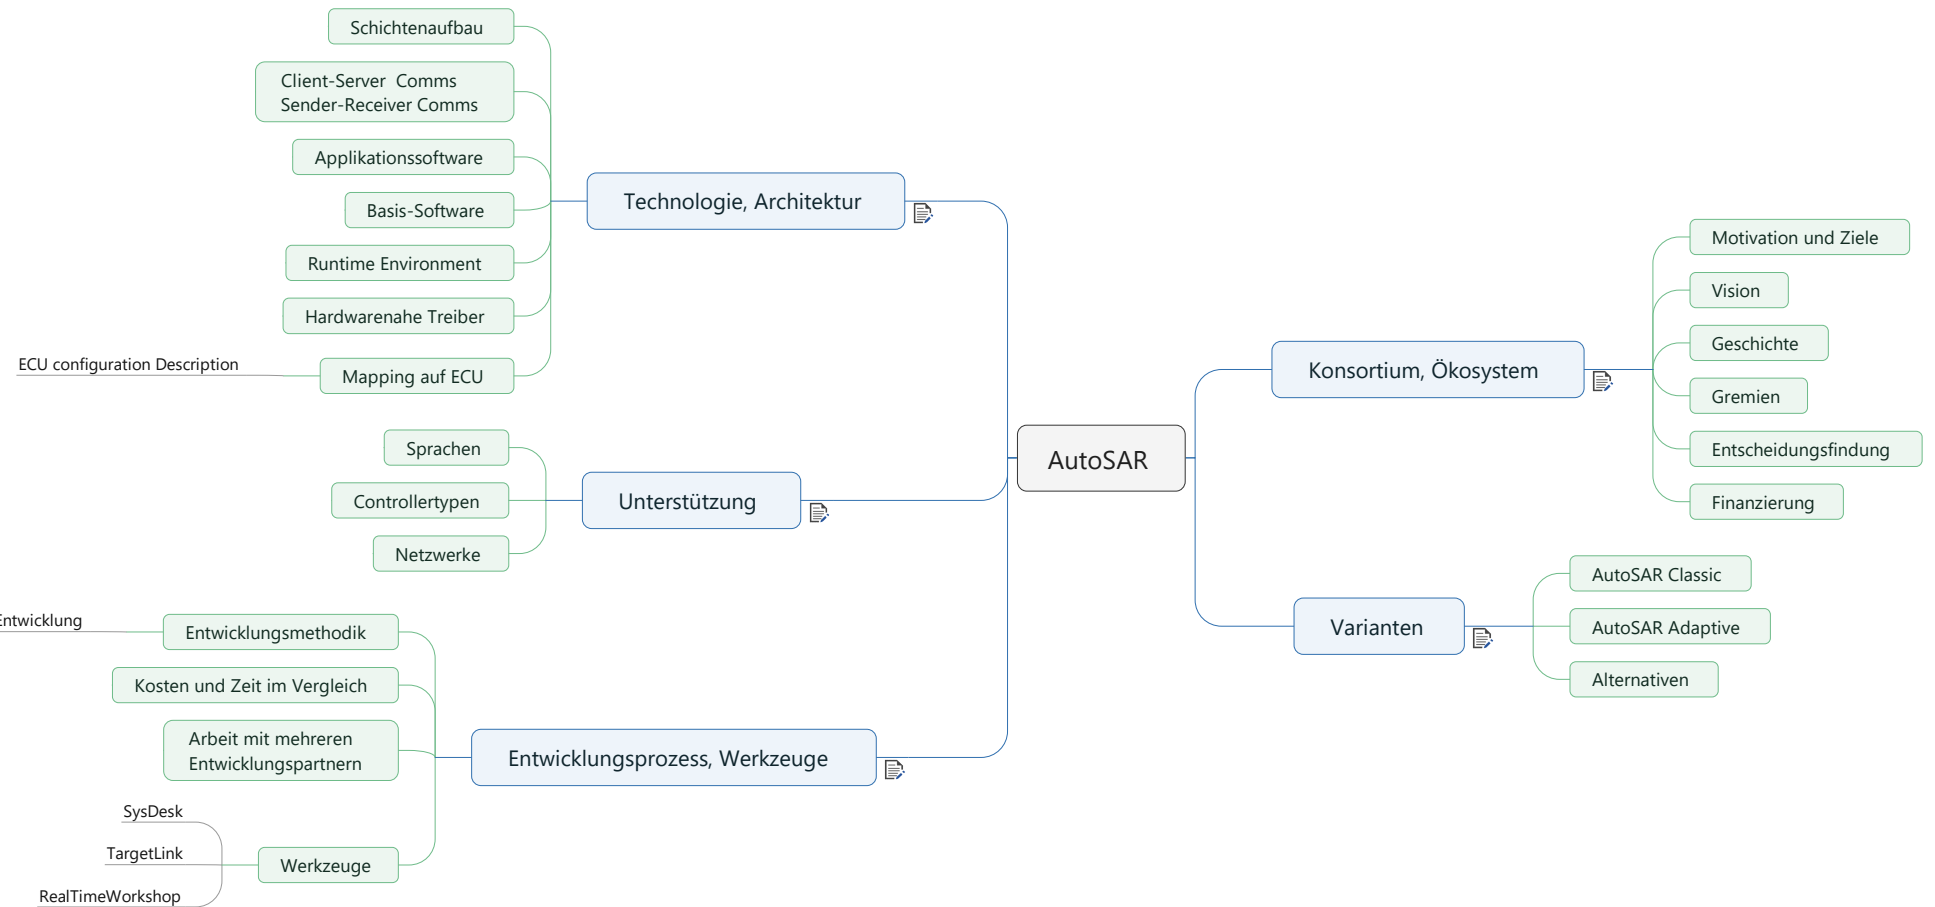 Schichtenaufbau
Client-Server Comms
Sender-Receiver Comms
Applikationssoftware
Basis-Software
Runtime Environment
Hardwarenahe Treiber
ECU configuration Description
Mapping auf ECU
Technologie, Architektur
Sprachen
Controllertypen
Netzwerke
Unterstützung
Entwicklung
Entwicklungsmethodik
Kosten und Zeit im Vergleich
Arbeit mit mehreren
Entwicklungspartnern
SysDesk
TargetLink
RealTimeWorkshop
Werkzeuge
Entwicklungsprozess, Werkzeuge
AutoSAR
Konsortium, Ökosystem
Motivation und Ziele
Vision
Geschichte
Gremien
Entscheidungsfindung
Finanzierung
Varianten
AutoSAR Classic
AutoSAR Adaptive
Alternativen